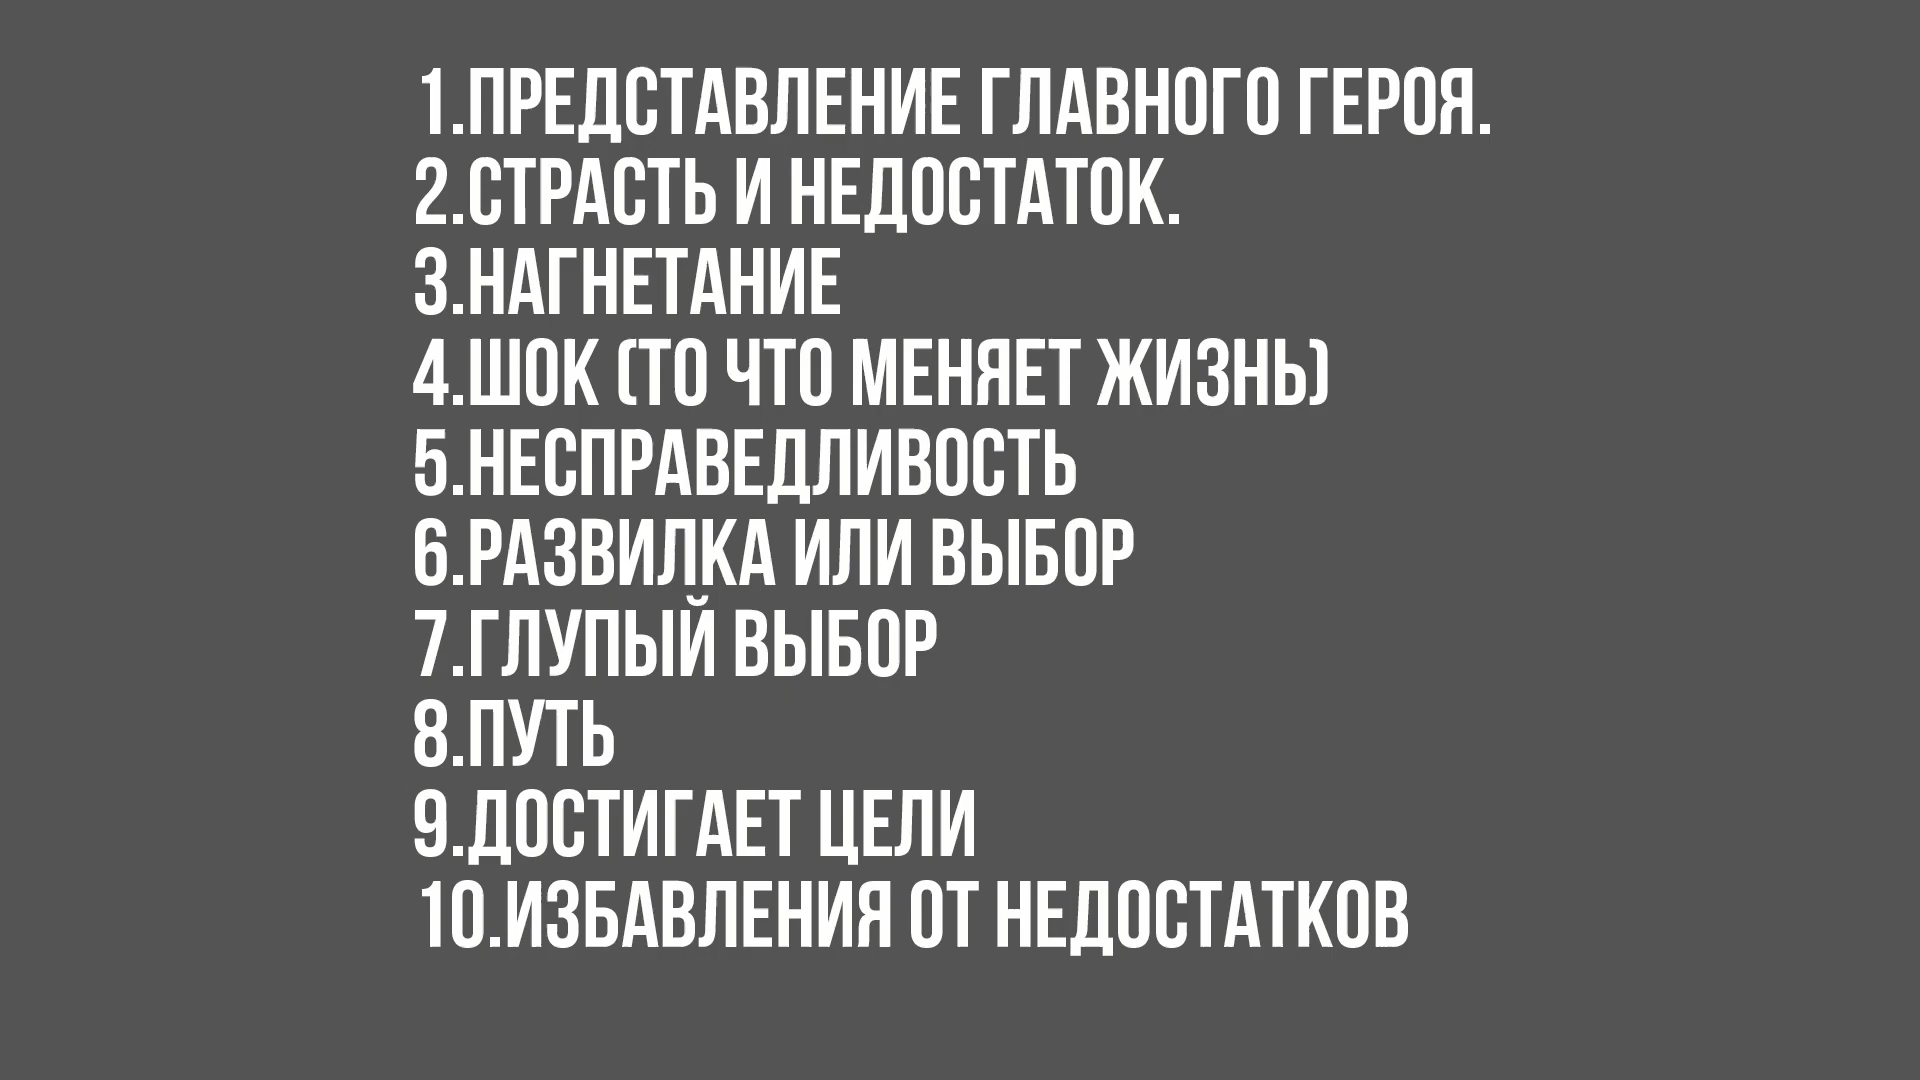 1.ПРЕДСТАВЛЕНИЕ ГЛАВНОГО ГЕРОЯ.
2.СТРАСТЬ И НЕДОСТАТОК.
3.НАГНЕТАНИЕ
4.ШОК (ТО ЧТО МЕНЯЕТ ЖИЗНЬ)
5.НЕСПРАВЕДЛИВОСТЬ
6.РАЗВИЛКА ИЛИ ВЫБОР
7.ГЛУПЫЙ ВЫБОР
8.ПУТЬ
9.ДОСТИГАЕТ ЦЕЛИ
10.ИЗБАВЛЕНИЯ ОТ НЕДОСТАТКОВ